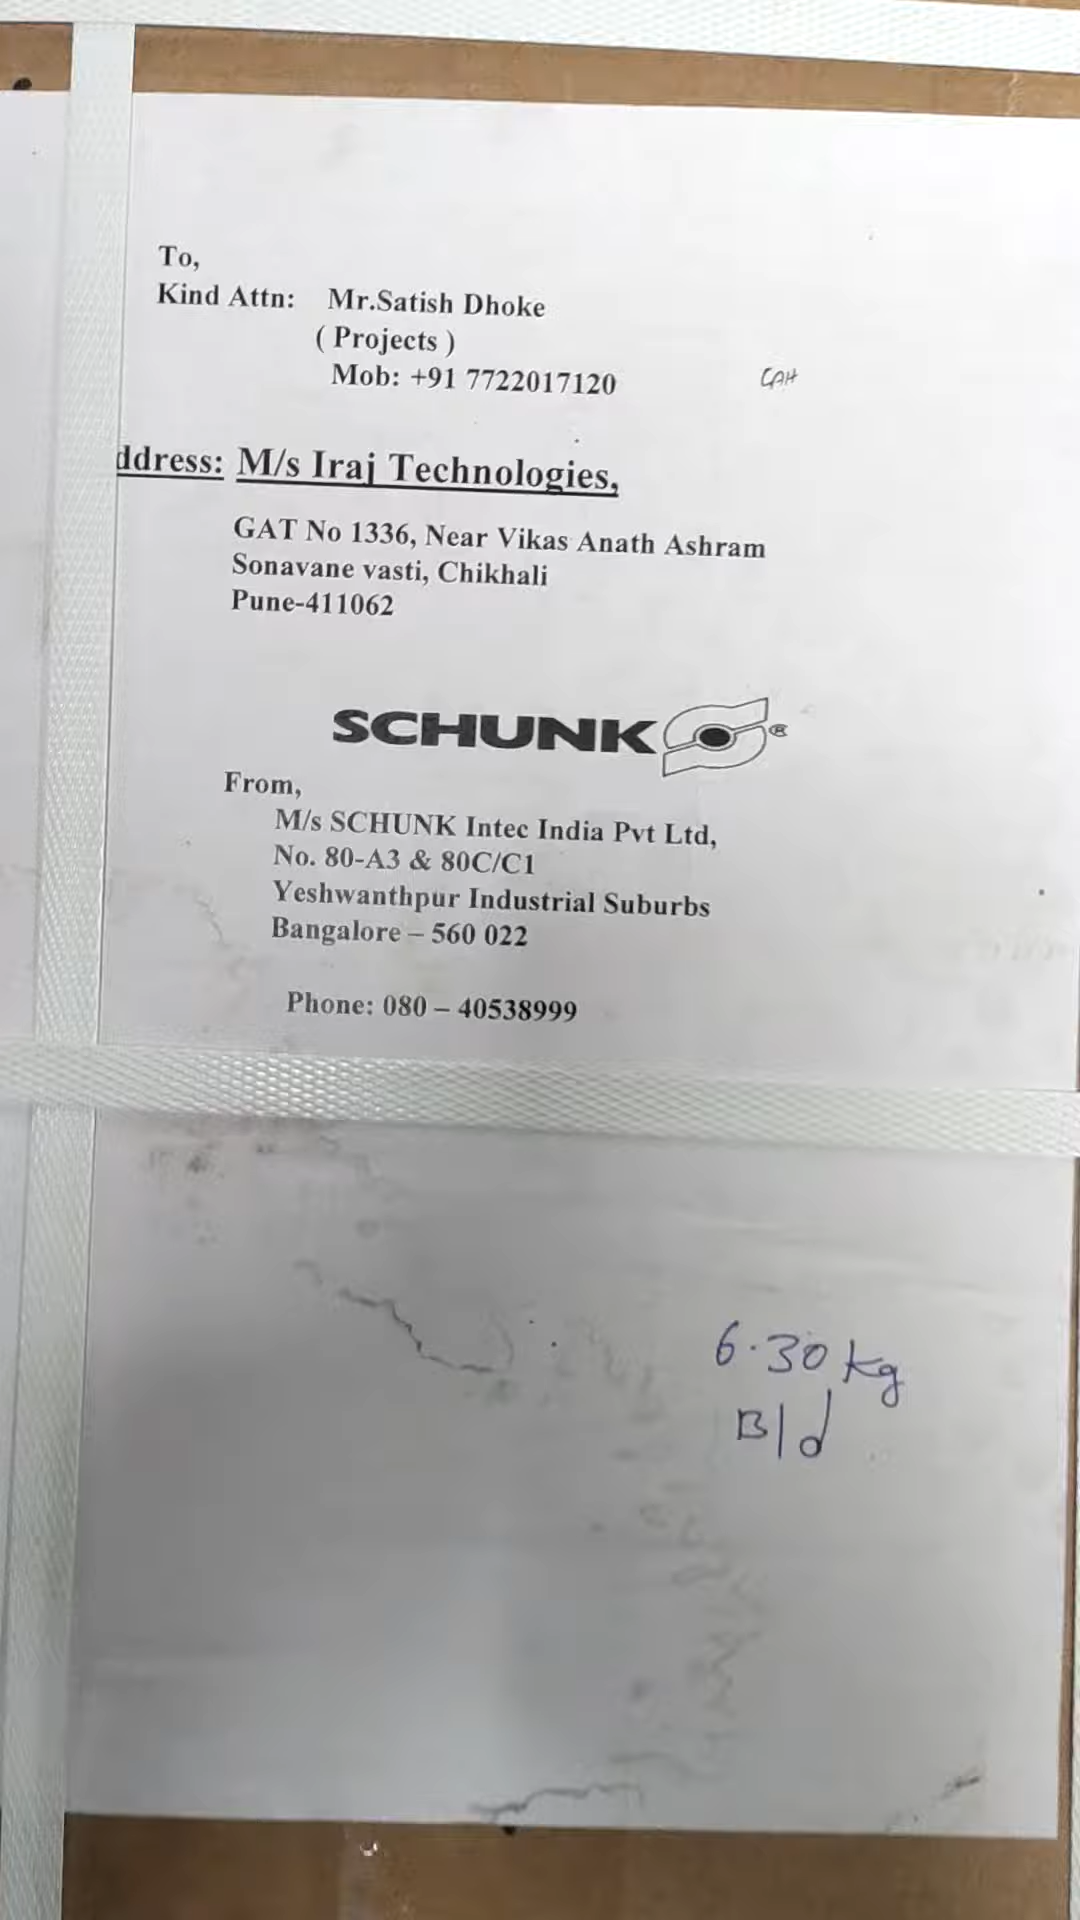 To,
Kind Attn: Mr.Satish Dhoke
( Projects )
Mob: +91 7722017120
ddress: M/s Iraj Technologies,
GAT No 1336, Near Vikas Anath Ashram
Sonavane vasti, Chikhali
Pune-411062
SCHUNK ®
From,
M/s SCHUNK Intec India Pvt Ltd,
No. 80-A3 & 80C/C1
Yeshwanthpur Industrial Suburbs
Bangalore – 560 022
Phone: 080 – 40538999
6.30 kg
B/d